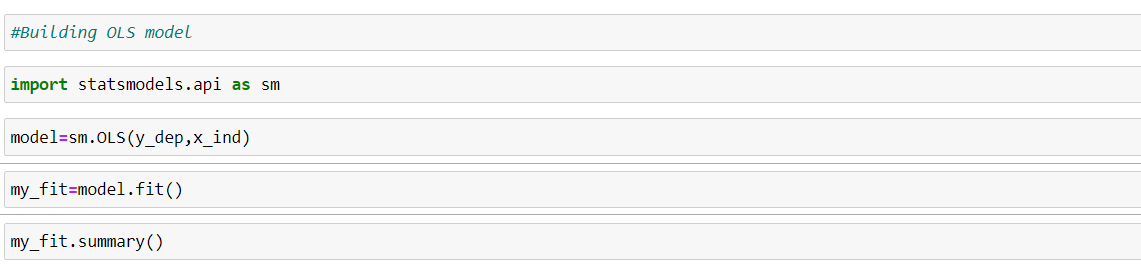 #Building OLS model
import statsmodels.api as sm
model=sm.OLS(y_dep,x_ind)
my_fit=model.fit()
my_fit.summary()